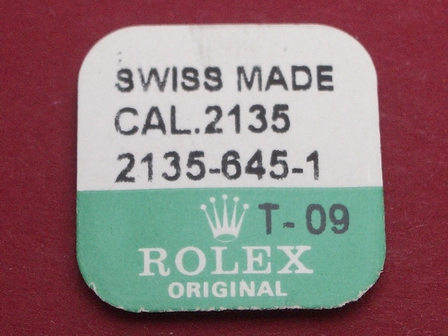 SWISS MADE
CAL.2135
2135-645-1
T-09
ROLEX
ORIGINAL